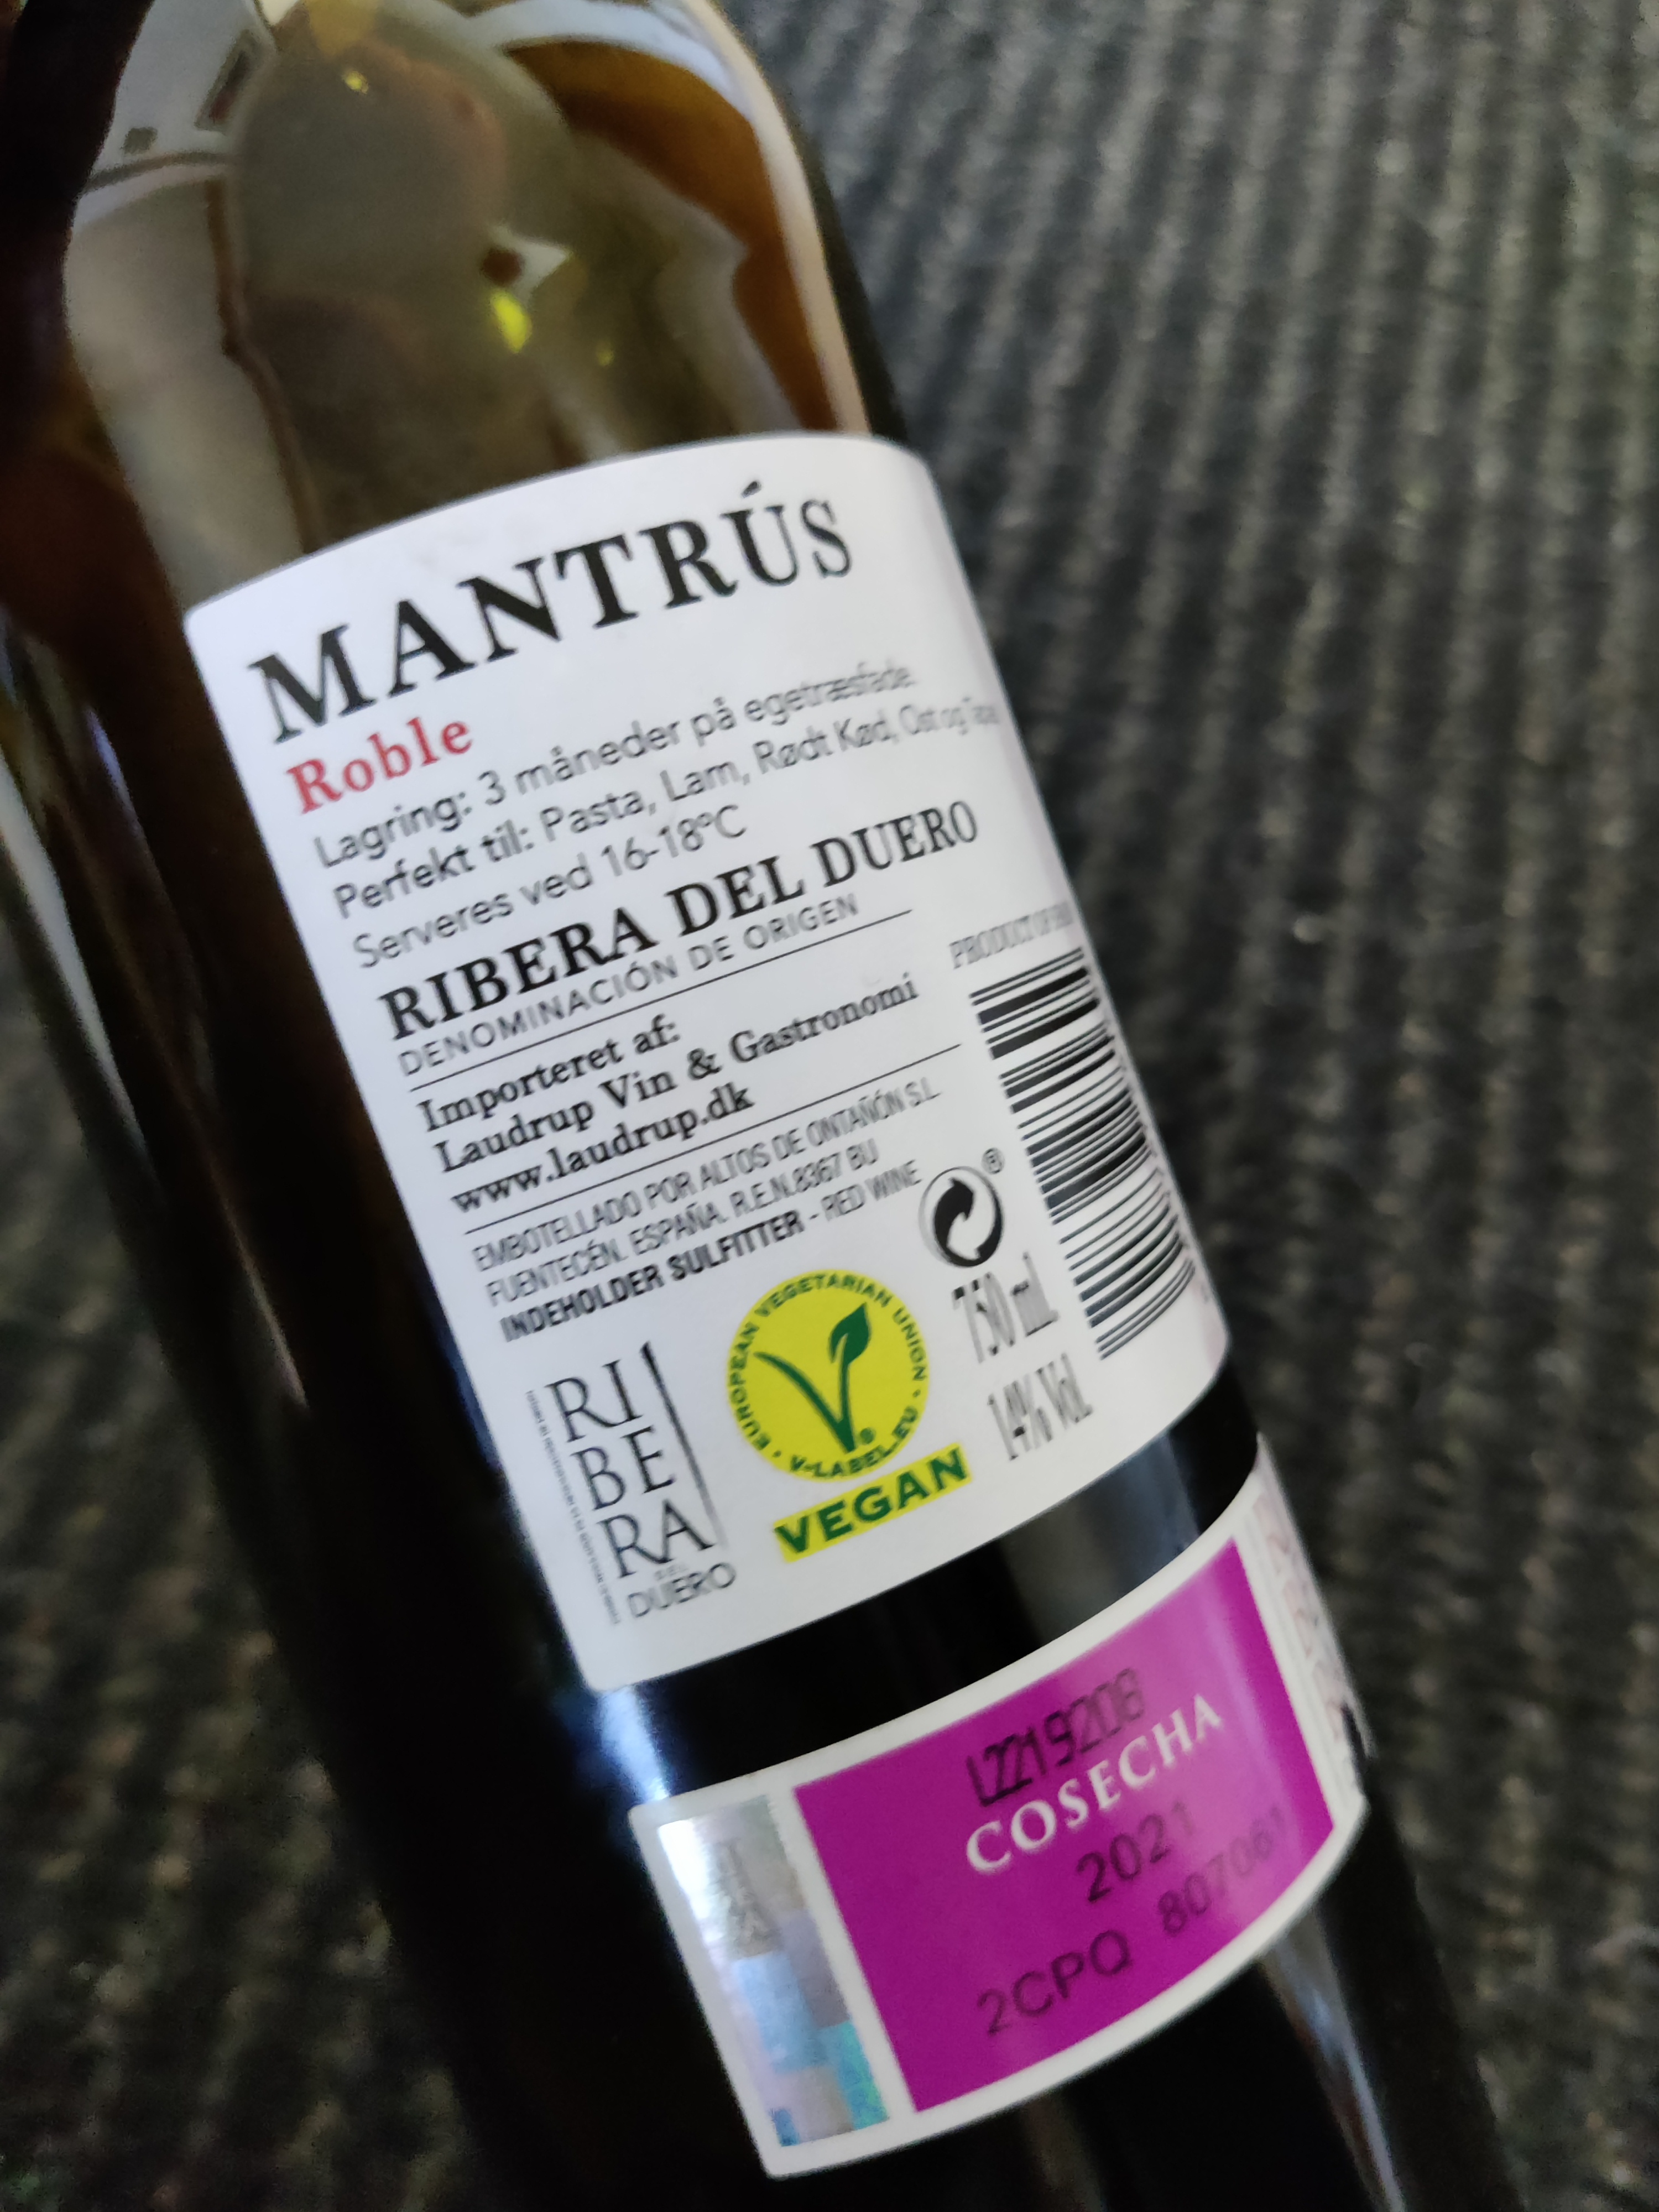 MANTRÚS
Roble
Lagring: 3 måneder på egetræsfade.
Perfekt til: Pasta, Lam, Rødt Kød, Ost og
Serveres ved 16-18°C
RIBERA DEL DUERO
DENOMINACIÓN DE ORIGEN
PRODUCT OF
Importeret af:
Laudrup Vin & Gastronomi
www.laudrup.dk
EMBOTELLADO POR ALTOS DE ONTAÑÓN S.L.
FUENTECÉN. ESPAÑA. R.E.N.8367 BU
INDEHOLDER SULFITTER - RED WINE
®
750 ml
14% Vol.
EUROPEAN VEGETARIAN UNION
V-LABEL.EU
®
VEGAN
RI
BE
RA
DUERO
L2219208
COSECHA
2021
2CPQ 807061